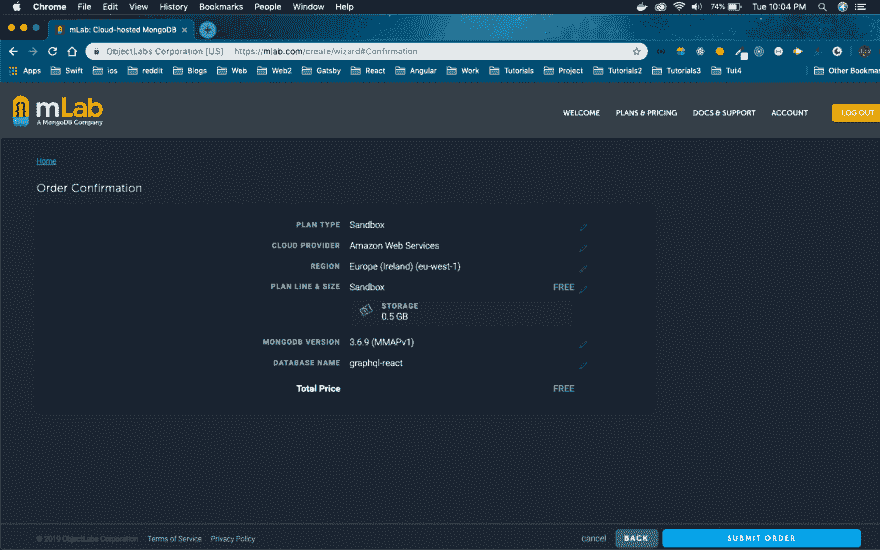 Chrome File Edit View History Bookmarks People Window Help 74% Tue 10:04 PM
mLab: Cloud-hosted MongoDB
ObjectLabs Corporation [US] https://mlab.com/create/wizard#Confirmation
Apps Swift ios reddit Blogs Web Web2 Gatsby React Angular Work Tutorials Project Tutorials2 Tutorials3 Tut4 Other Bookmar
mLab
A MongoDB Company
WELCOME PLANS & PRICING DOCS & SUPPORT ACCOUNT LOG OUT
Home
Order Confirmation
PLAN TYPE Sandbox
CLOUD PROVIDER Amazon Web Services
REGION Europe (Ireland) (eu-west-1)
PLAN LINE & SIZE Sandbox FREE
STORAGE
0.5 GB
MONGODB VERSION 3.6.9 (MMAPv1)
DATABASE NAME graphql-react
Total Price FREE
© 2019 ObjectLabs Corporation Terms of Service Privacy Policy cancel BACK SUBMIT ORDER